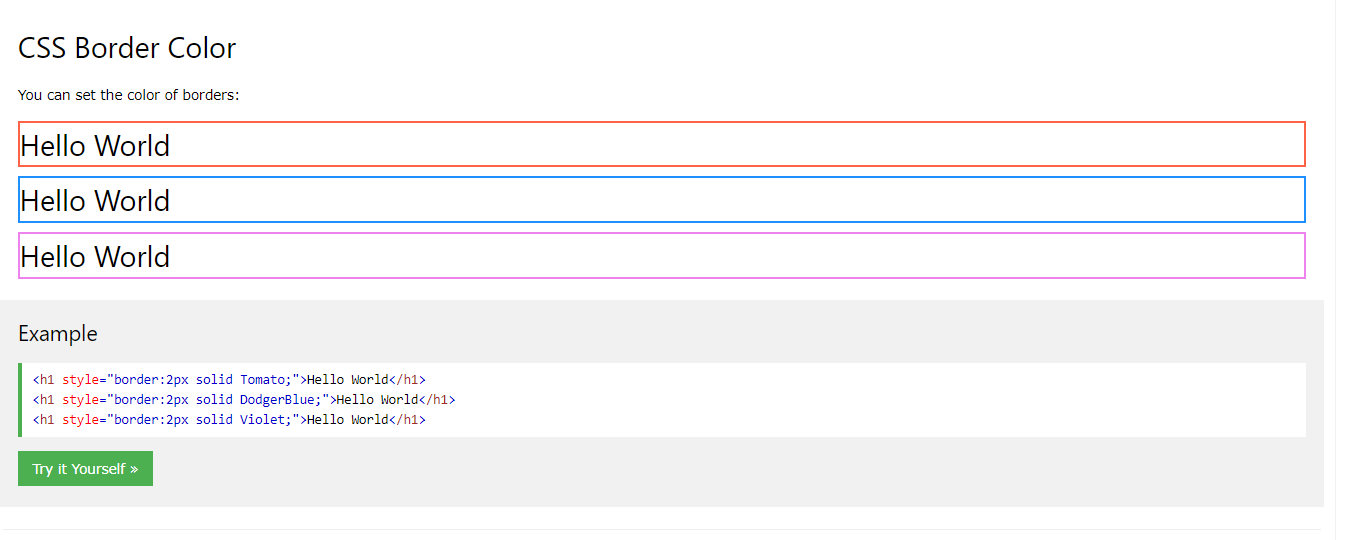 CSS Border Color
You can set the color of borders:
Hello World
Hello World
Hello World
Example
<h1 style="border:2px solid Tomato;">Hello World</h1>
<h1 style="border:2px solid DodgerBlue;">Hello World</h1>
<h1 style="border:2px solid Violet;">Hello World</h1>
Try it Yourself »